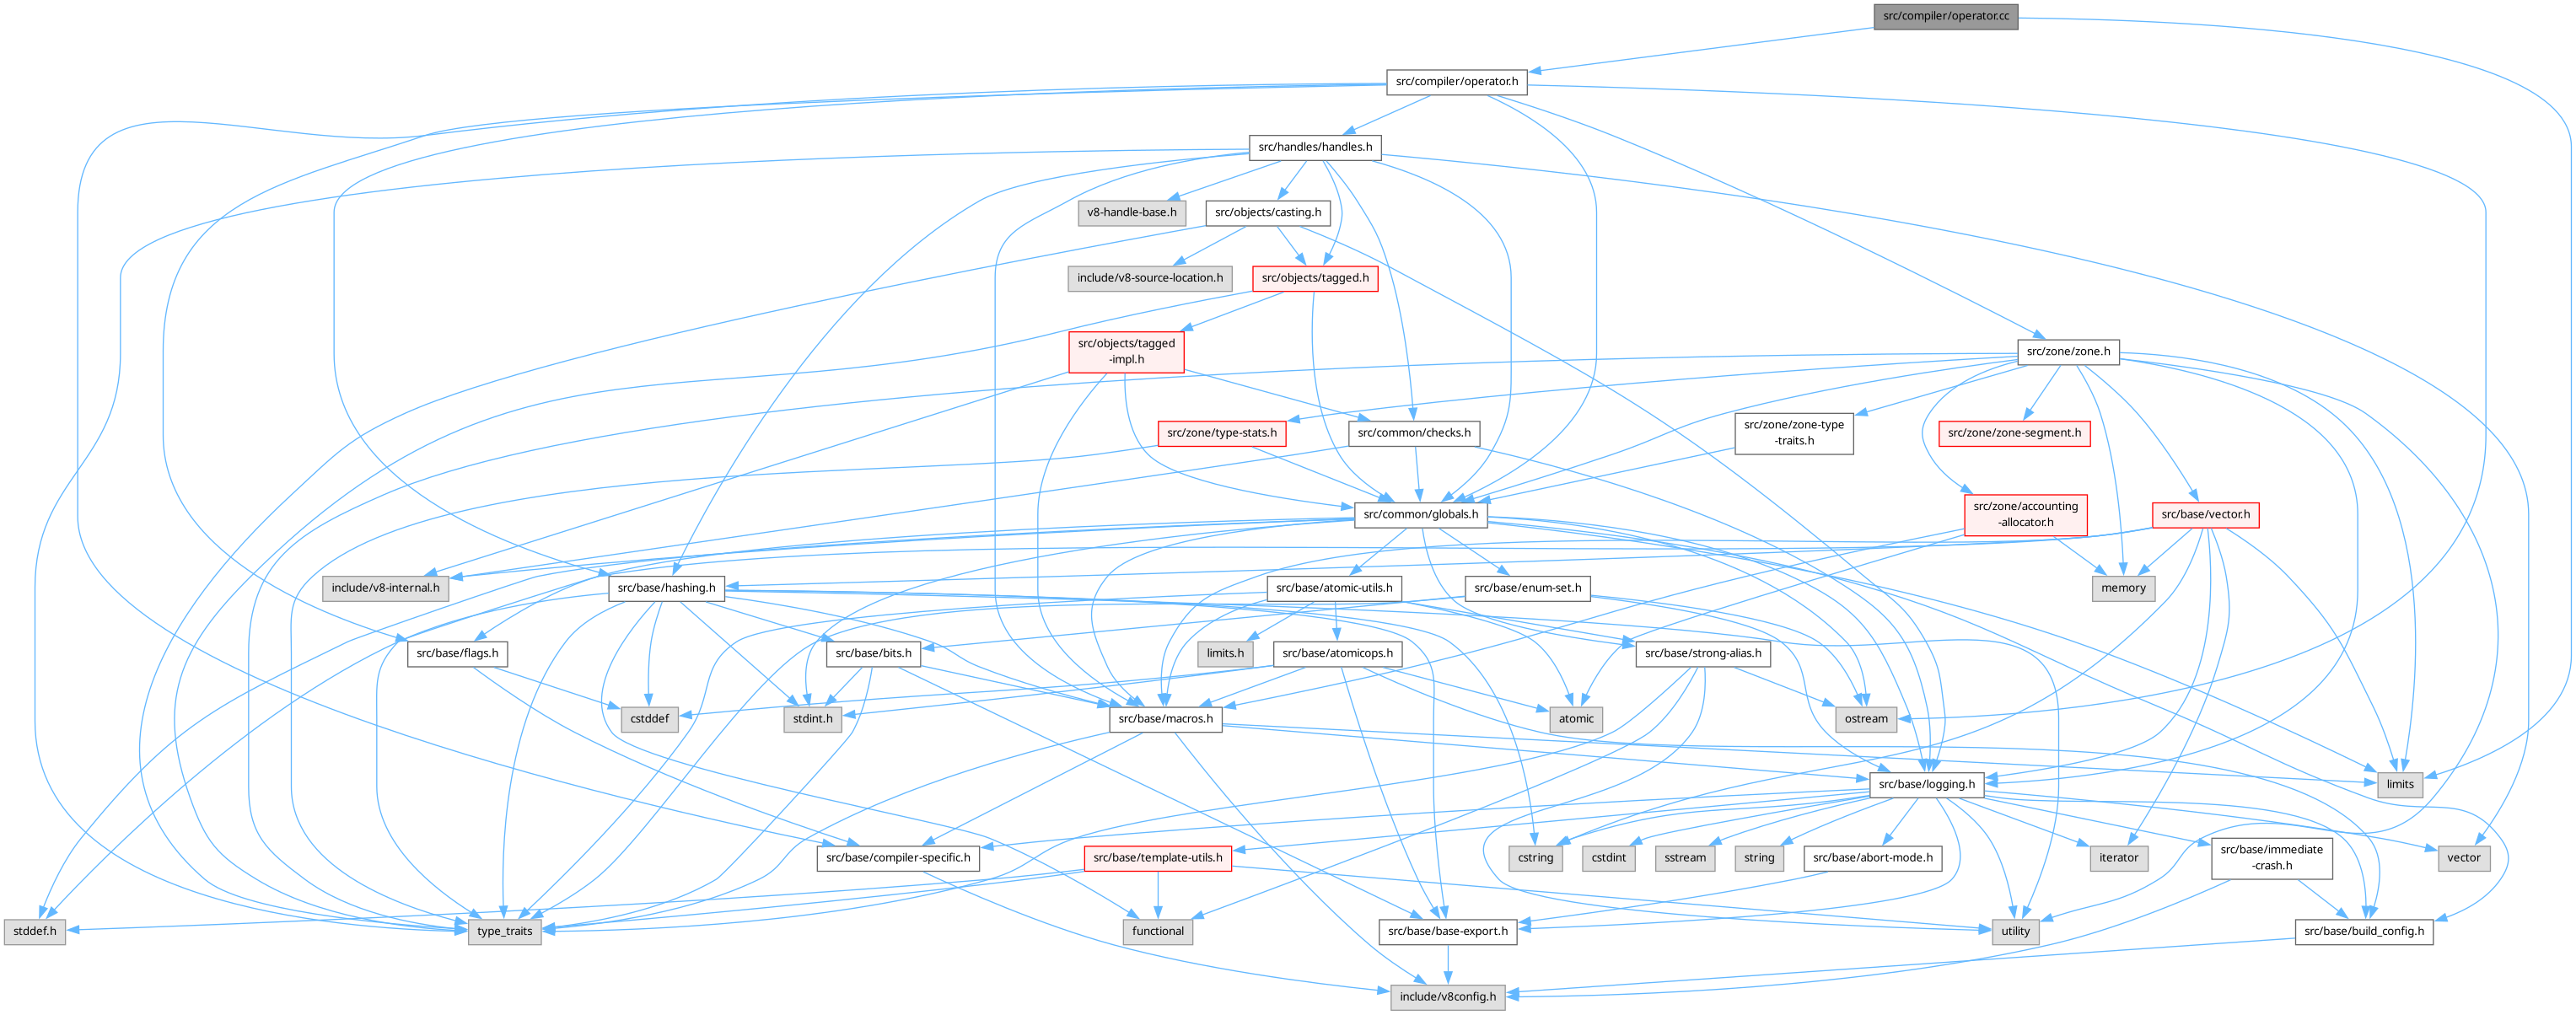 src/compiler/operator.cc
src/compiler/operator.h
src/handles/handles.h
v8-handle-base.h
src/objects/casting.h
include/v8-source-location.h
src/objects/tagged.h
src/objects/tagged
-impl.h
src/zone/zone.h
src/zone/type-stats.h
src/common/checks.h
src/zone/zone-type
-traits.h
src/zone/zone-segment.h
src/common/globals.h
src/zone/accounting
-allocator.h
src/base/vector.h
include/v8-internal.h
src/base/hashing.h
src/base/atomic-utils.h
src/base/enum-set.h
memory
src/base/flags.h
src/base/bits.h
limits.h
src/base/atomicops.h
src/base/strong-alias.h
cstddef
stdint.h
src/base/macros.h
atomic
ostream
src/base/logging.h
limits
src/base/compiler-specific.h
src/base/template-utils.h
cstring
cstdint
sstream
string
src/base/abort-mode.h
iterator
src/base/immediate
-crash.h
vector
stddef.h
type_traits
functional
src/base/base-export.h
utility
src/base/build_config.h
include/v8config.h